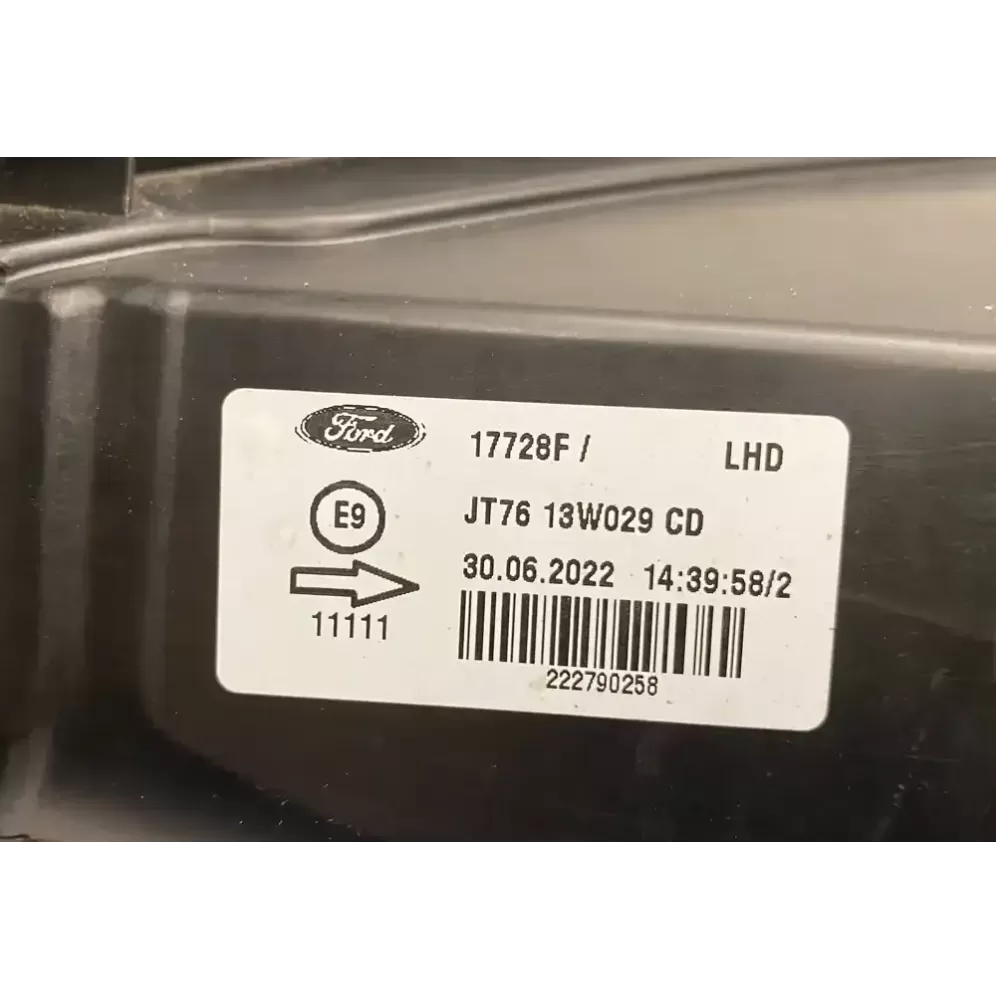 Ford
17728F / LHD
E9
JT76 13W029 CD
30.06.2022 14:39:58/2
11111
222790258